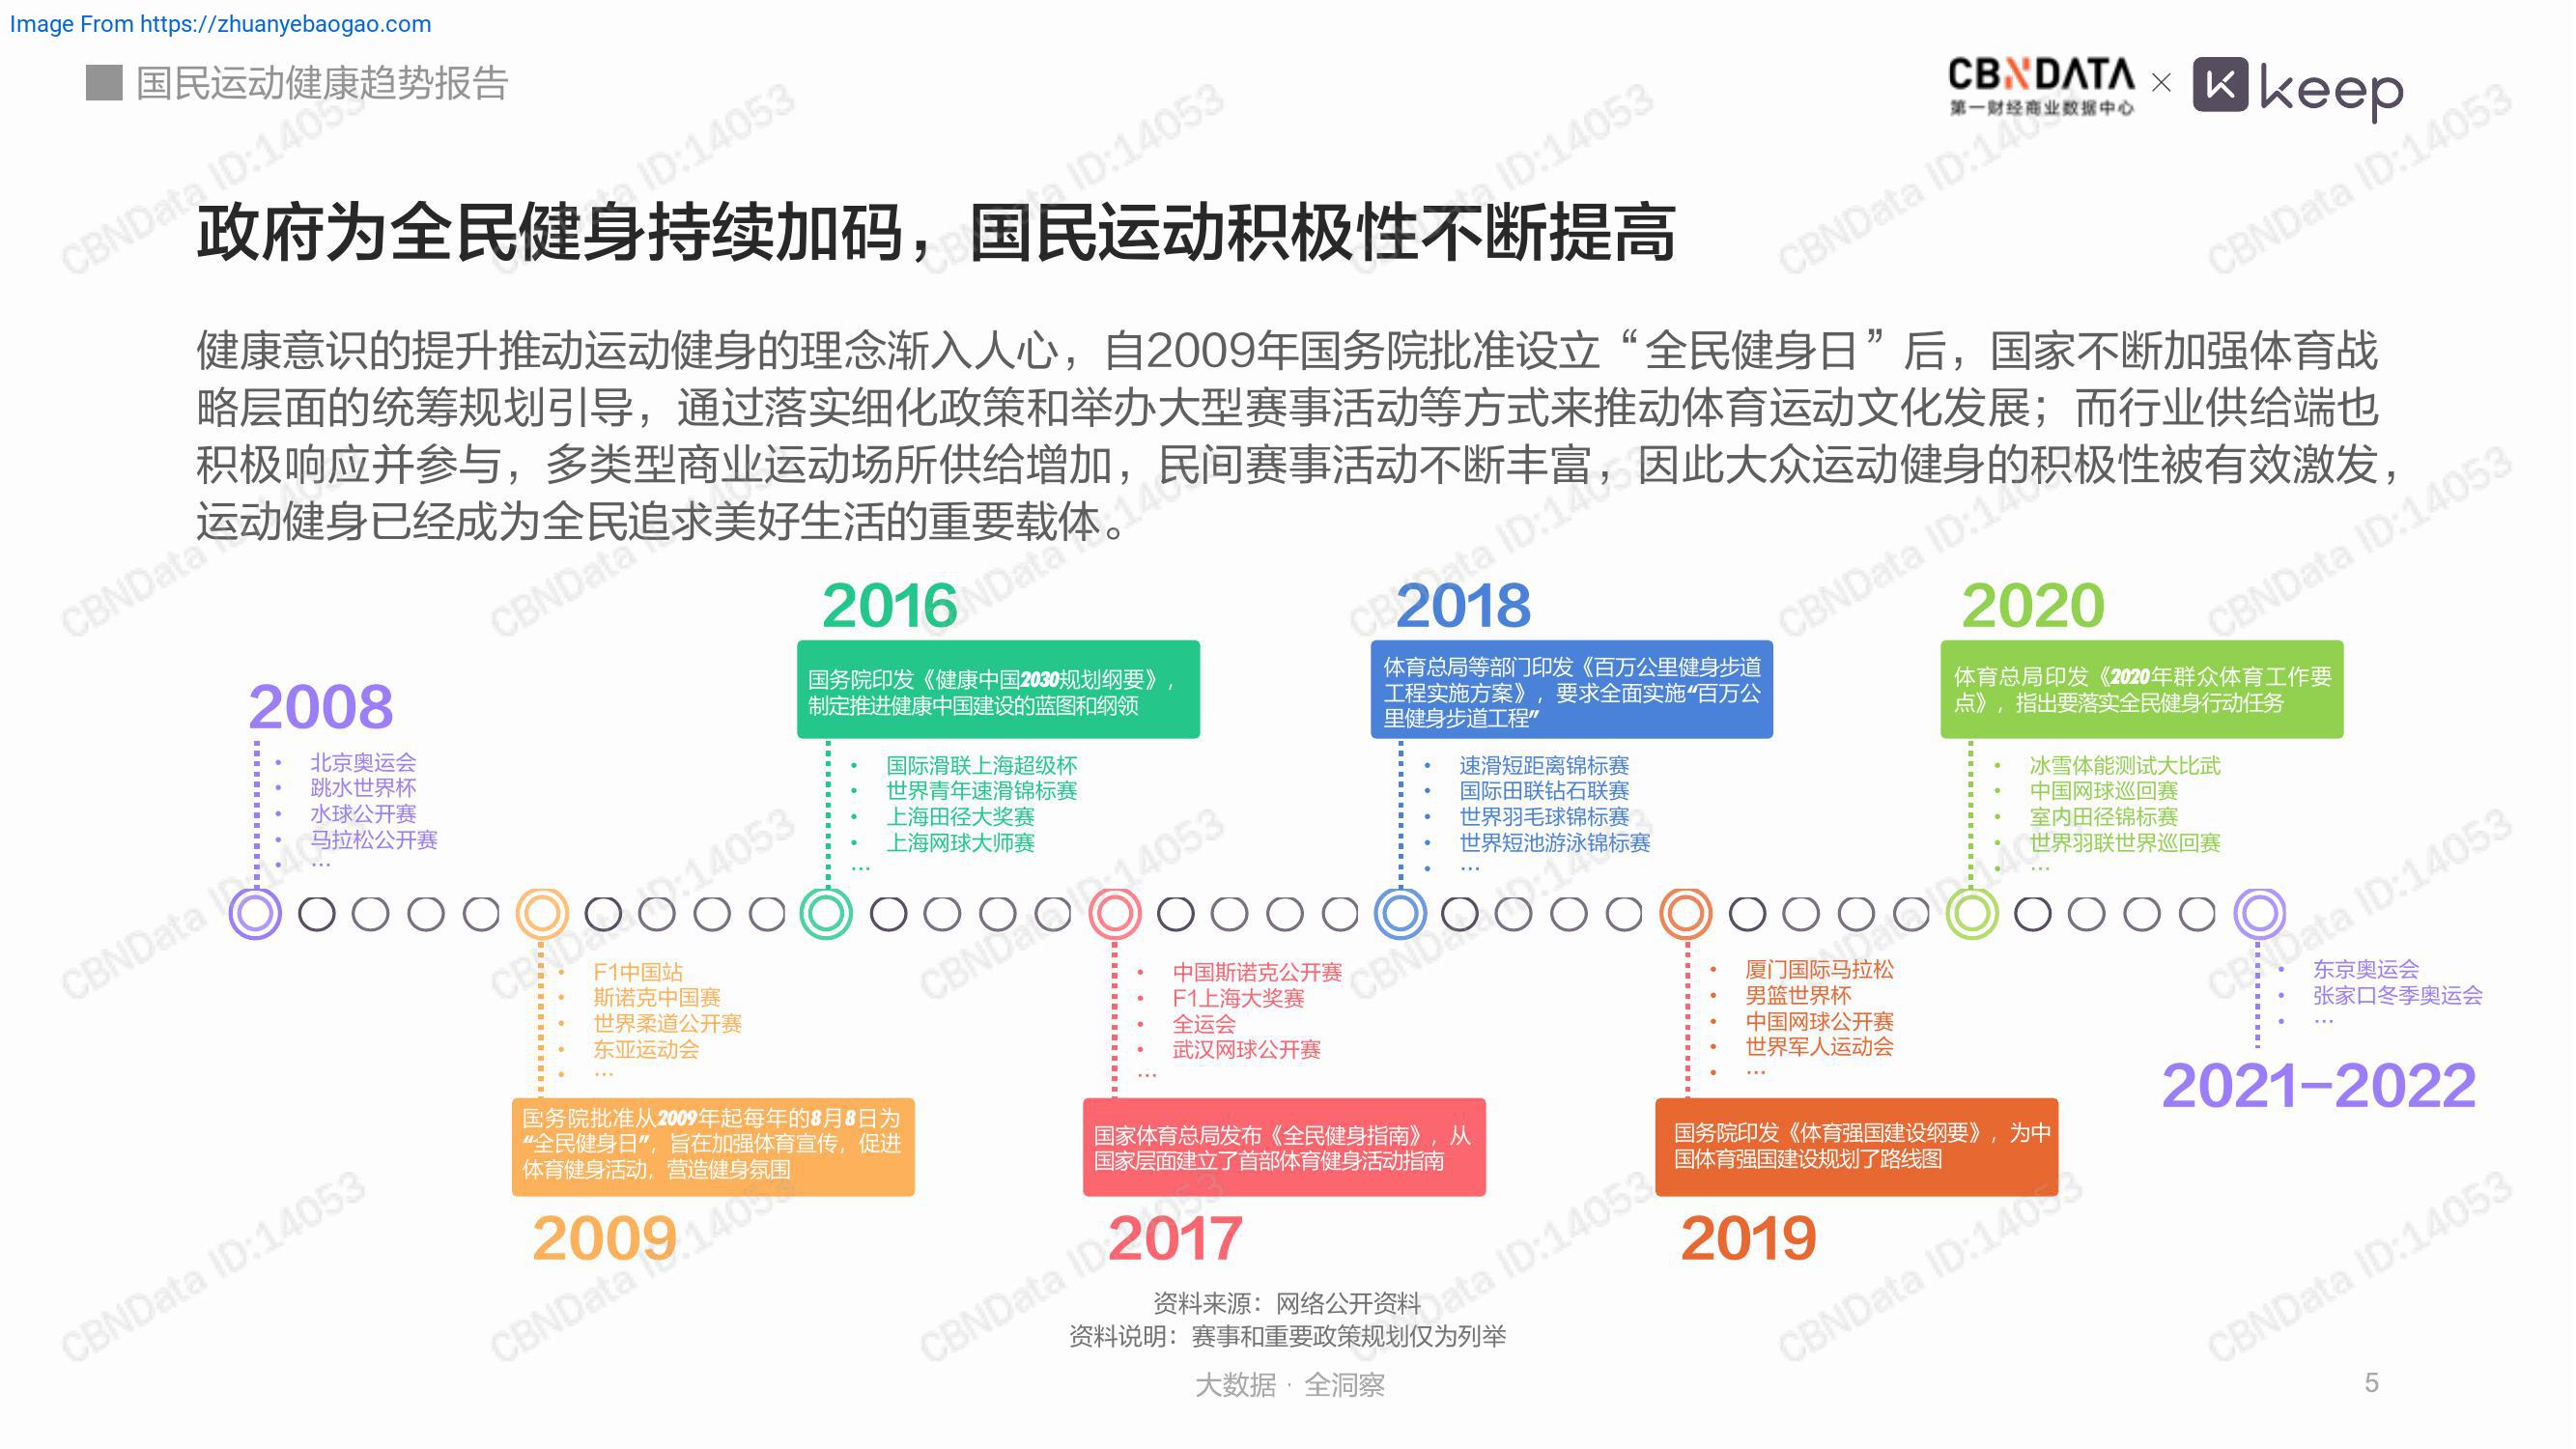 Image From https://zhuanyebaogao.com
国民运动健康趋势报告
CBNDATA × keep
第一财经商业数据中心
政府为全民健身持续加码，国民运动积极性不断提高
健康意识的提升推动运动健身的理念渐入人心，自2009年国务院批准设立“全民健身日”后，国家不断加强体育战
略层面的统筹规划引导，通过落实细化政策和举办大型赛事活动等方式来推动体育运动文化发展；而行业供给端也
积极响应并参与，多类型商业运动场所供给增加，民间赛事活动不断丰富，因此大众运动健身的积极性被有效激发，
运动健身已经成为全民追求美好生活的重要载体。
2008
• 北京奥运会
• 跳水世界杯
• 水球公开赛
• 马拉松公开赛
• …
2016
国务院印发《健康中国2030规划纲要》，
制定推进健康中国建设的蓝图和纲领
• 国际滑联上海超级杯
• 世界青年速滑锦标赛
• 上海田径大奖赛
• 上海网球大师赛
…
2018
体育总局等部门印发《百万公里健身步道
工程实施方案》，要求全面实施“百万公
里健身步道工程”
• 速滑短距离锦标赛
• 国际田联钻石联赛
• 世界羽毛球锦标赛
• 世界短池游泳锦标赛
• …
2020
体育总局印发《2020年群众体育工作要
点》，指出要落实全民健身行动任务
• 冰雪体能测试大比武
• 中国网球巡回赛
• 室内田径锦标赛
• 世界羽联世界巡回赛
• …
• F1中国站
• 斯诺克中国赛
• 世界柔道公开赛
• 东亚运动会
• …
国务院批准从2009年起每年的8月8日为
“全民健身日”，旨在加强体育宣传，促进
体育健身活动，营造健身氛围
2009
• 中国斯诺克公开赛
• F1上海大奖赛
• 全运会
• 武汉网球公开赛
…
国家体育总局发布《全民健身指南》，从
国家层面建立了首部体育健身活动指南
2017
• 厦门国际马拉松
• 男篮世界杯
• 中国网球公开赛
• 世界军人运动会
• …
国务院印发《体育强国建设纲要》，为中
国体育强国建设规划了路线图
2019
• 东京奥运会
• 张家口冬季奥运会
• …
2021-2022
资料来源：网络公开资料
资料说明：赛事和重要政策规划仅为列举
大数据 · 全洞察
5
CBNData ID:14053